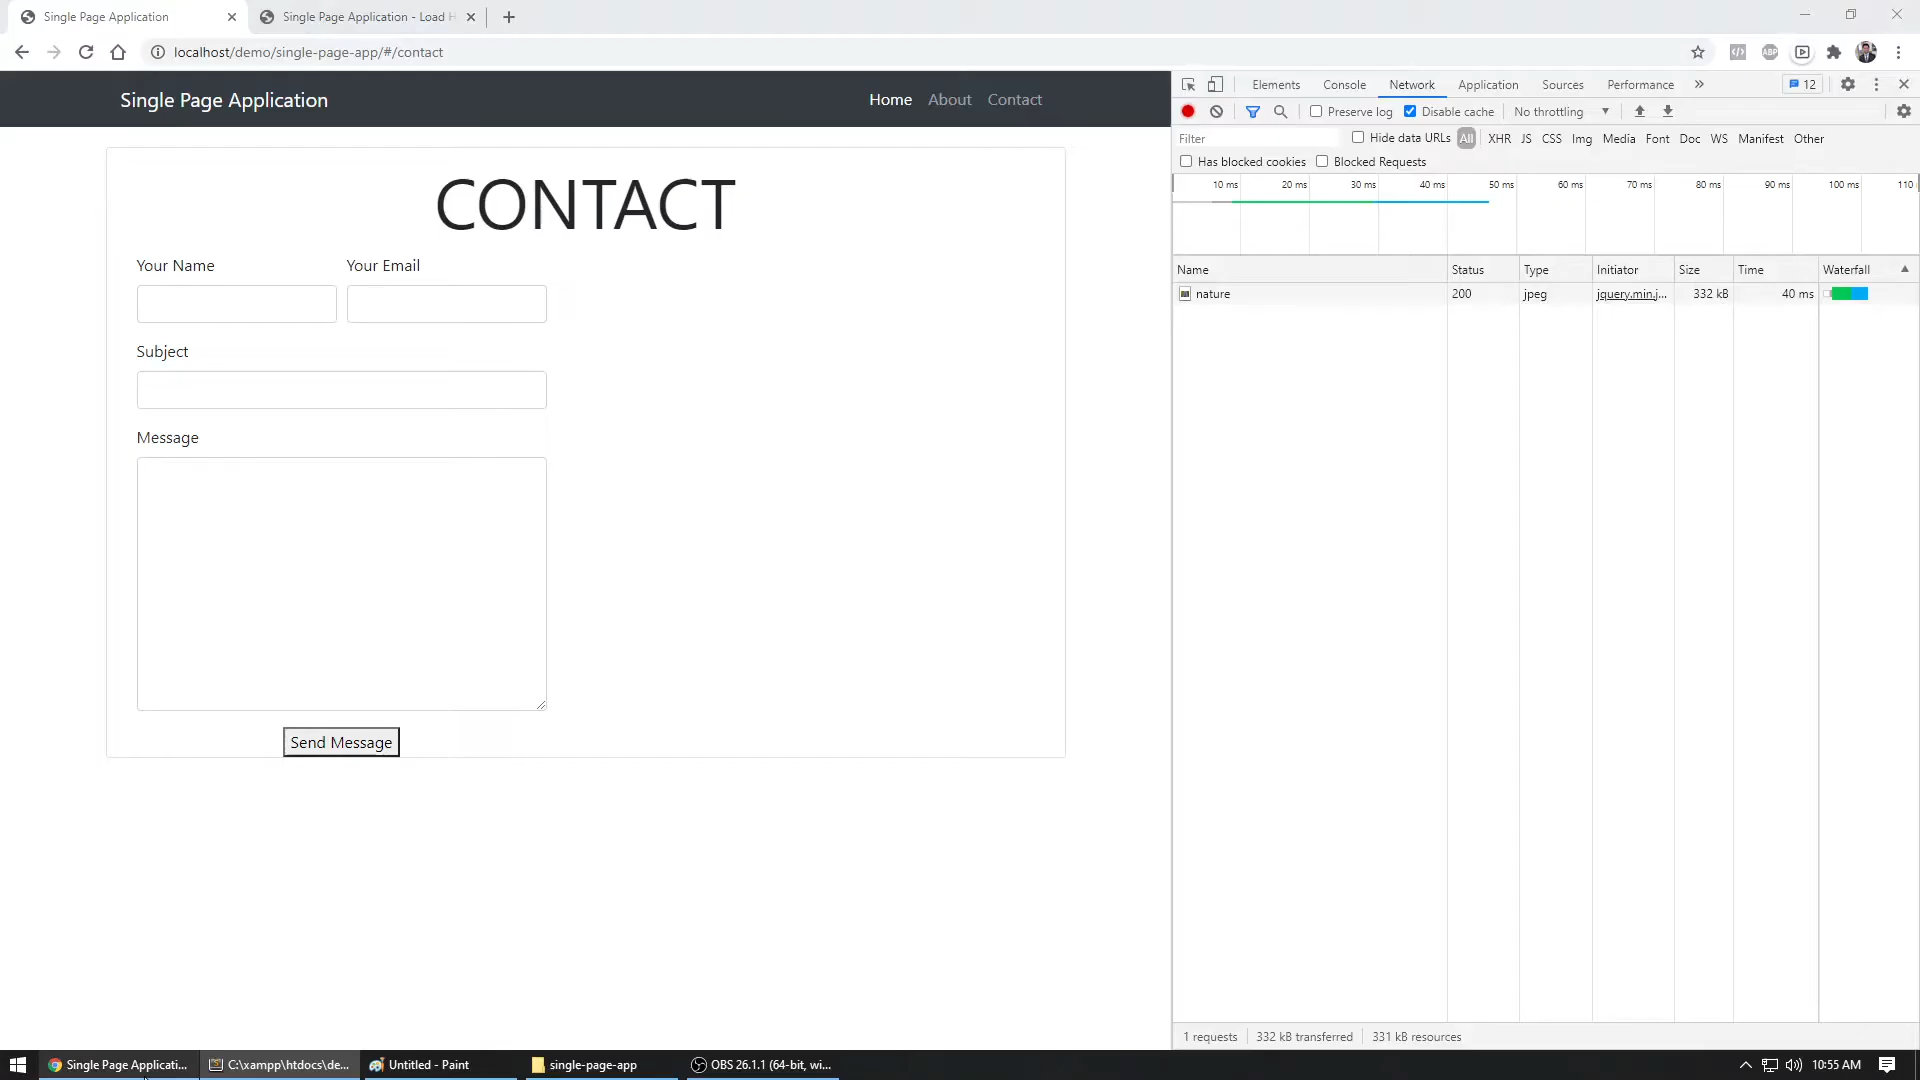 Single Page Application
Single Page Application - Load H
localhost/demo/single-page-app/#/contact
ABP
Single Page Application
Home About Contact
CONTACT
Your Name Your Email
Subject
Message
Send Message
Elements Console Network Application Sources Performance 12
Preserve log Disable cache No throttling
Filter Hide data URLs All XHR JS CSS Img Media Font Doc WS Manifest Other
Has blocked cookies Blocked Requests
10 ms 20 ms 30 ms 40 ms 50 ms 60 ms 70 ms 80 ms 90 ms 100 ms 110
Name Status Type Initiator Size Time Waterfall
nature 200 jpeg jquery.min.j... 332 kB 40 ms
1 requests 332 kB transferred 331 kB resources
Single Page Applicati... C:\xampp\htdocs\de... Untitled - Paint single-page-app OBS 26.1.1 (64-bit, wi... 10:55 AM